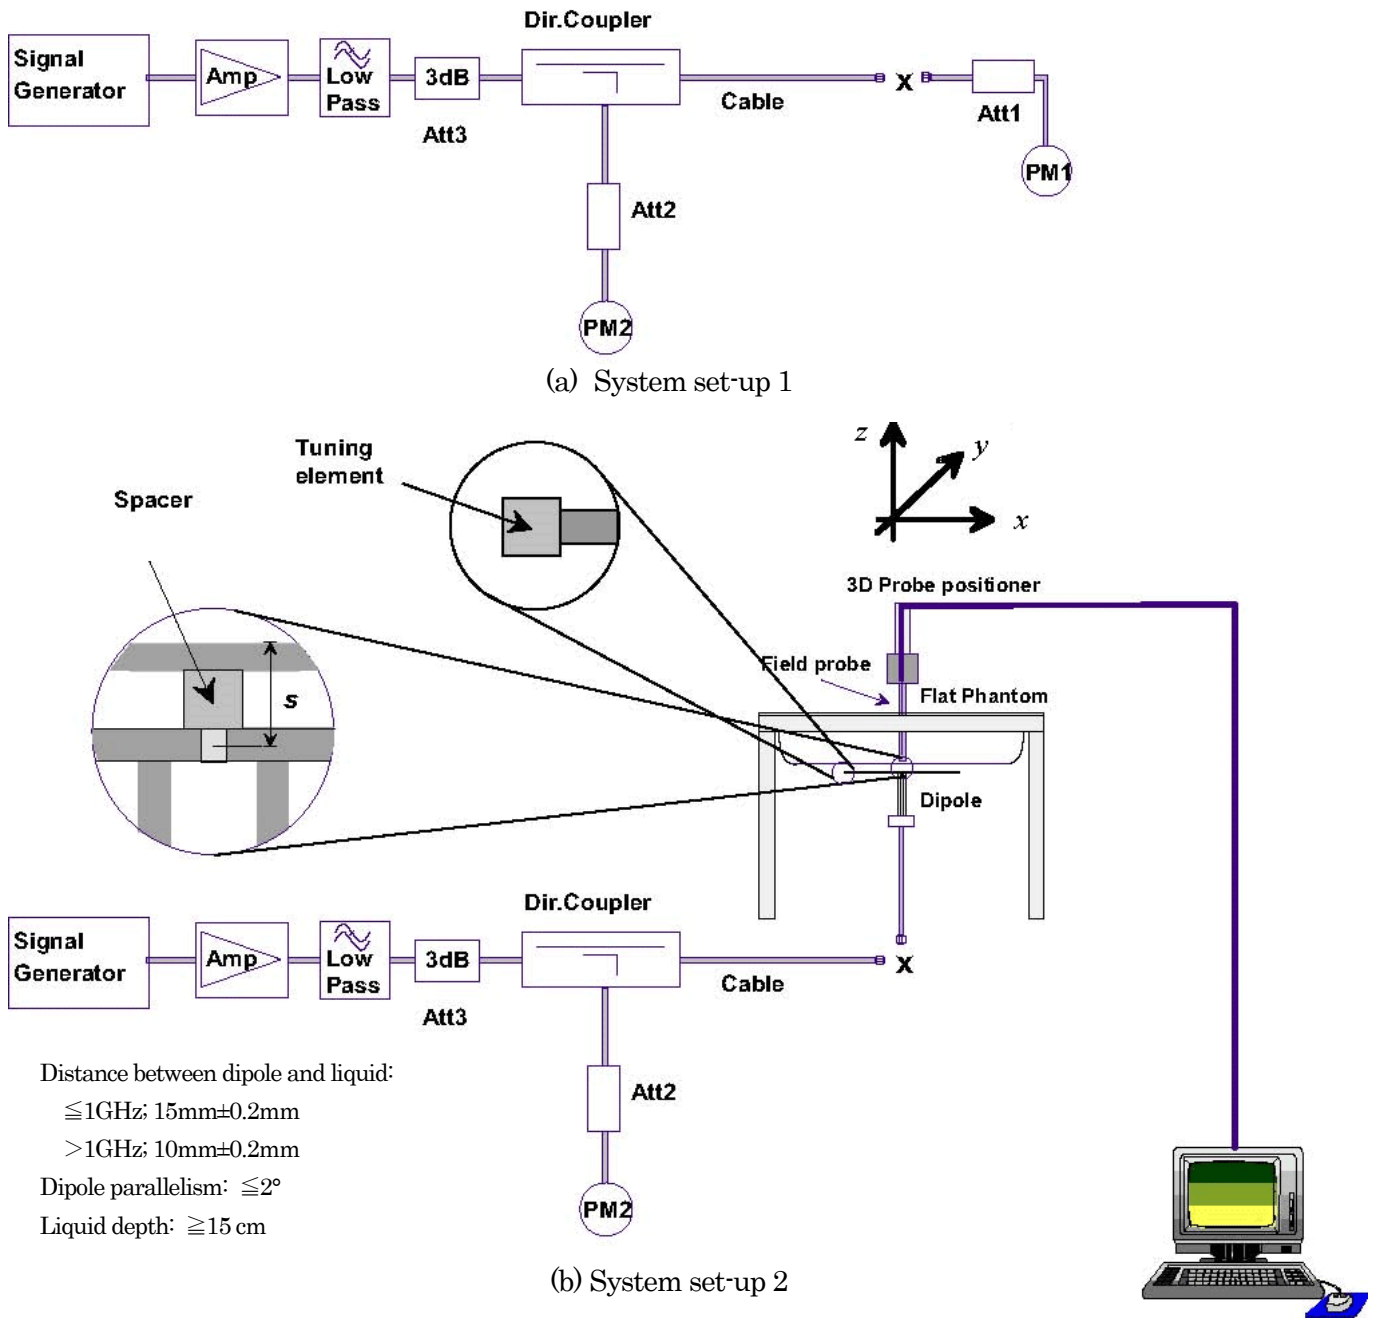 Dir.Coupler
Signal
Generator
Amp
Low
Pass
3dB
Att3
Cable
X
Att1
PM1
Att2
PM2
(a) System set-up 1
Tuning
element
Spacer
s
z
y
x
3D Probe positioner
Field probe
Flat Phantom
Dipole
Dir.Coupler
Signal
Generator
Amp
Low
Pass
3dB
Att3
Cable
X
Att2
PM2
Distance between dipole and liquid:
≦1GHz; 15mm±0.2mm
>1GHz; 10mm±0.2mm
Dipole parallelism: ≦2°
Liquid depth: ≧15 cm
(b) System set-up 2